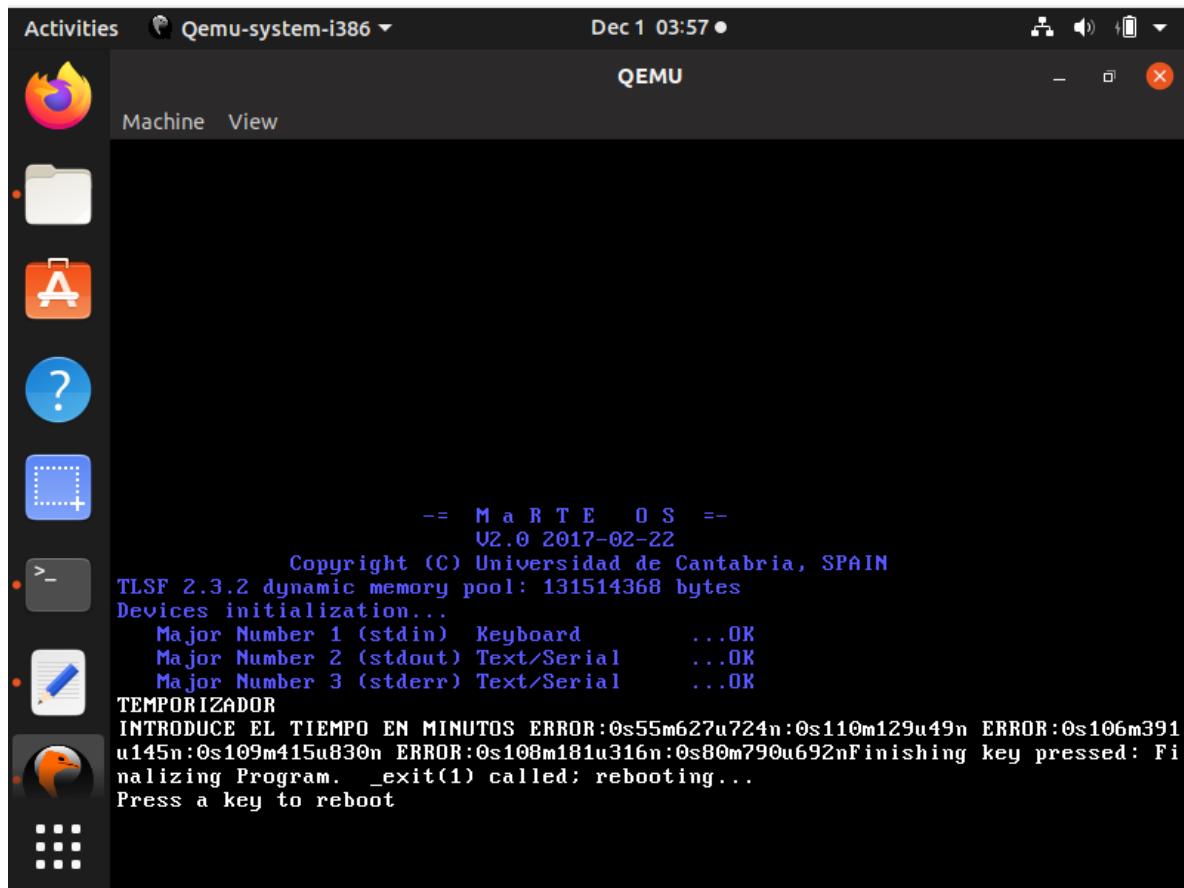 Activities Qemu-system-i386 Dec 1 03:57
QEMU
Machine View
-= M a R T E O S =-
V2.0 2017-02-22
Copyright (C) Universidad de Cantabria, SPAIN
TLSF 2.3.2 dynamic memory pool: 131514368 bytes
Devices initialization...
Major Number 1 (stdin) Keyboard ...OK
Major Number 2 (stdout) Text/Serial ...OK
Major Number 3 (stderr) Text/Serial ...OK
TEMPORIZADOR
INTRODUCE EL TIEMPO EN MINUTOS ERROR:0s55m627u724n:0s110m129u49n ERROR:0s106m391
u145n:0s109m415u830n ERROR:0s108m181u316n:0s80m790u692nFinishing key pressed: Fi
nalizing Program. _exit(1) called; rebooting...
Press a key to reboot